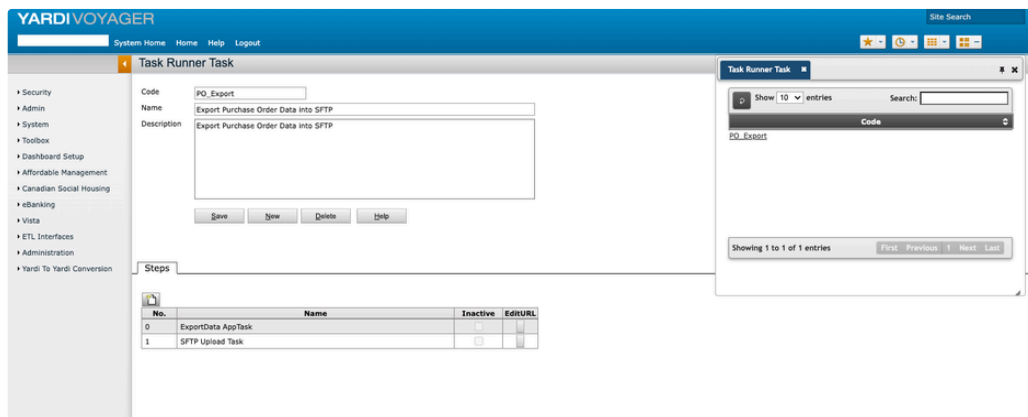 YARDI VOYAGER
Site Search
System Home Home Help Logout
Task Runner Task
Security
Admin
System
Toolbox
Dashboard Setup
Affordable Management
Canadian Social Housing
eBanking
Vista
ETL Interfaces
Administration
Yardi To Yardi Conversion
Code PO_Export
Name Export Purchase Order Data into SFTP
Description Export Purchase Order Data into SFTP
Save New Delete Help
Steps
No. Name Inactive EditURL
0 ExportData AppTask
1 SFTP Upload Task
Task Runner Task
Show 10 entries Search:
Code
PO_Export
Showing 1 to 1 of 1 entries First Previous 1 Next Last